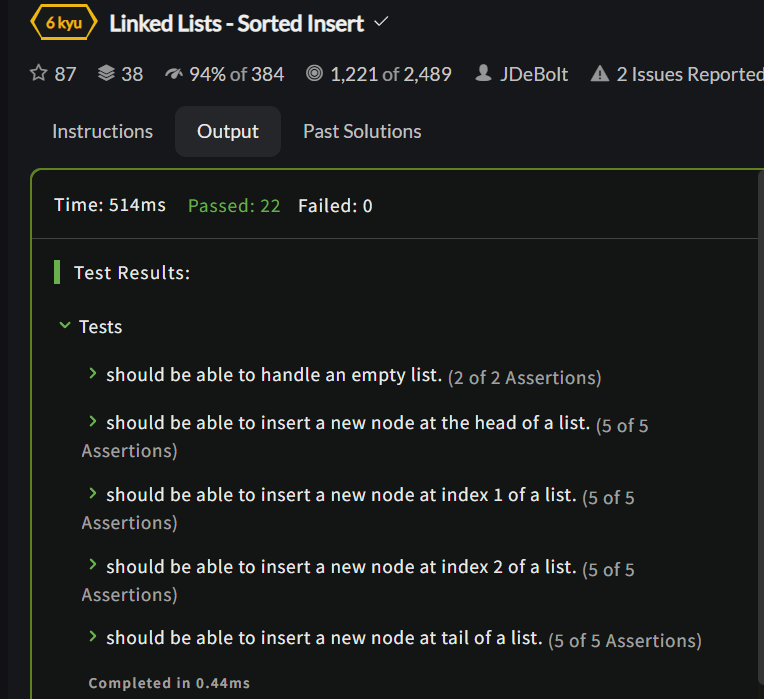 6 kyu Linked Lists - Sorted Insert
87 38 94% of 384 1,221 of 2,489 JDeBolt 2 Issues Reported
Instructions Output Past Solutions
Time: 514ms Passed: 22 Failed: 0
Test Results:
Tests
should be able to handle an empty list. (2 of 2 Assertions)
should be able to insert a new node at the head of a list. (5 of 5
Assertions)
should be able to insert a new node at index 1 of a list. (5 of 5
Assertions)
should be able to insert a new node at index 2 of a list. (5 of 5
Assertions)
should be able to insert a new node at tail of a list. (5 of 5 Assertions)
Completed in 0.44ms